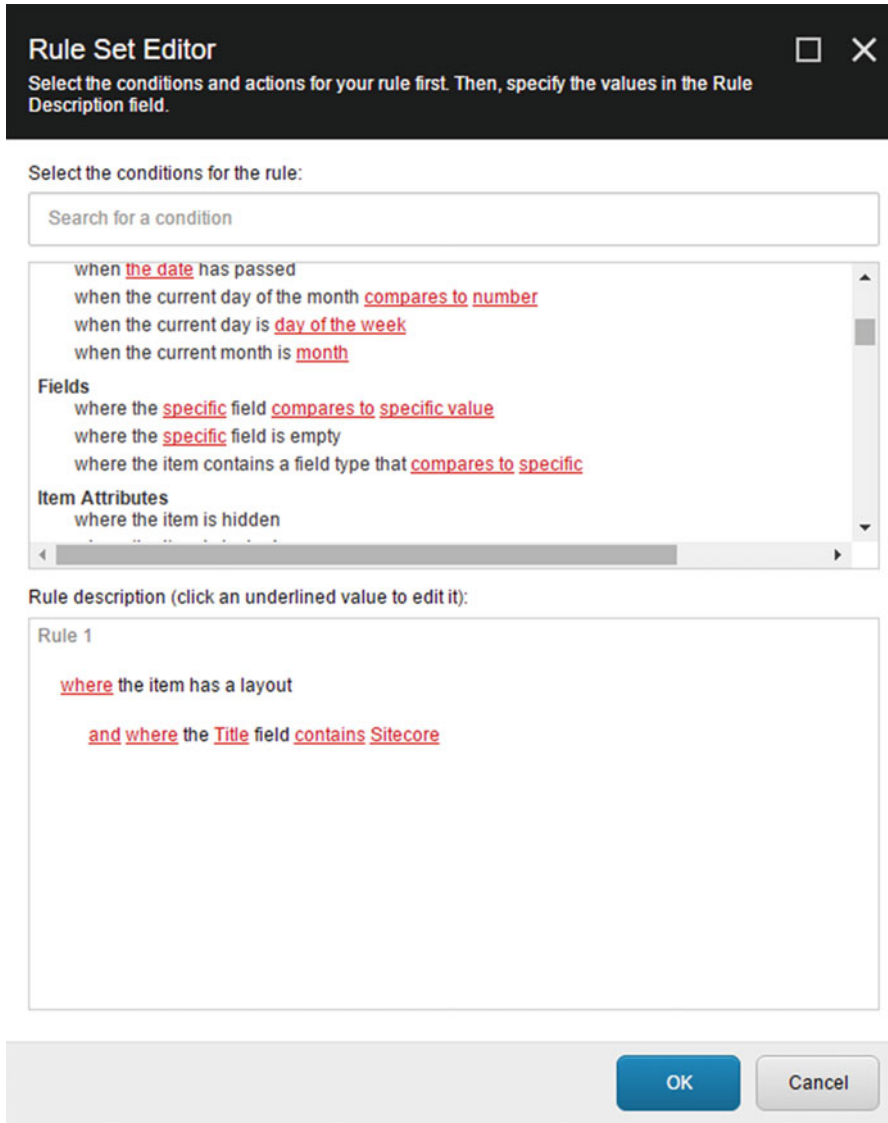 Rule Set Editor
Select the conditions and actions for your rule first. Then, specify the values in the Rule
Description field.
Select the conditions for the rule:
Search for a condition
when the date has passed
when the current day of the month compares to number
when the current day is day of the week
when the current month is month
Fields
where the specific field compares to specific value
where the specific field is empty
where the item contains a field type that compares to specific
Item Attributes
where the item is hidden
Rule description (click an underlined value to edit it):
Rule 1
where the item has a layout
and where the Title field contains Sitecore
OK
Cancel